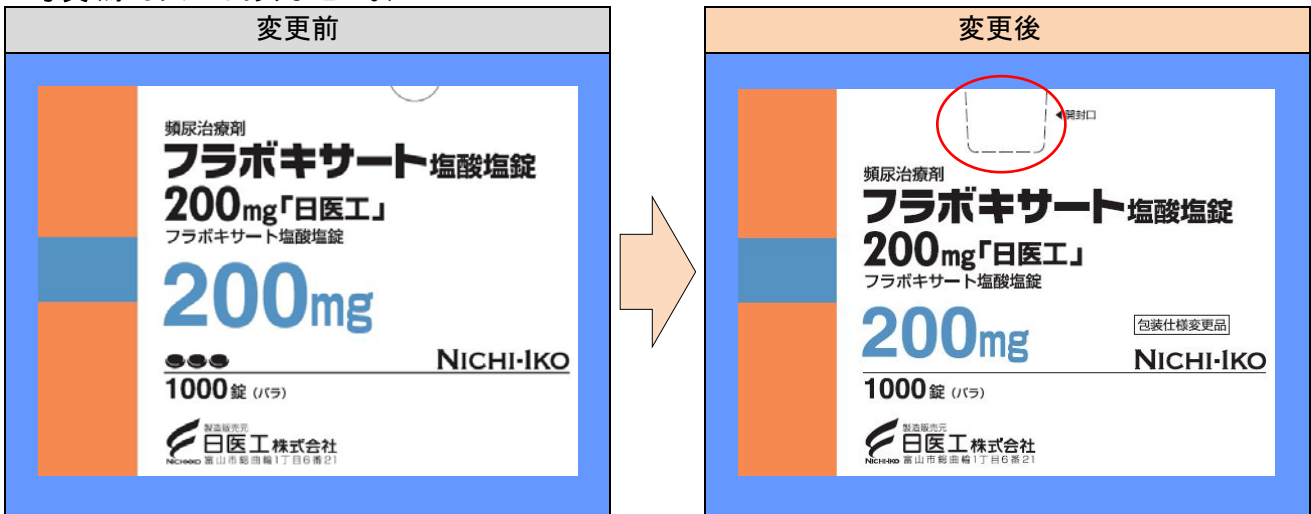 変更前
頻尿治療剤
フラボキサート塩酸塩錠
200mg「日医工」
フラボキサート塩酸塩錠
200mg
NICHI-IKO
1000錠 (バラ)
製造販売元
日医工株式会社
NICHI-IKO 富山市総曲輪1丁目6番21
変更後
◀開封口
頻尿治療剤
フラボキサート塩酸塩錠
200mg「日医工」
フラボキサート塩酸塩錠
200mg
包装仕様変更品
NICHI-IKO
1000錠 (バラ)
製造販売元
日医工株式会社
NICHI-IKO 富山市総曲輪1丁目6番21